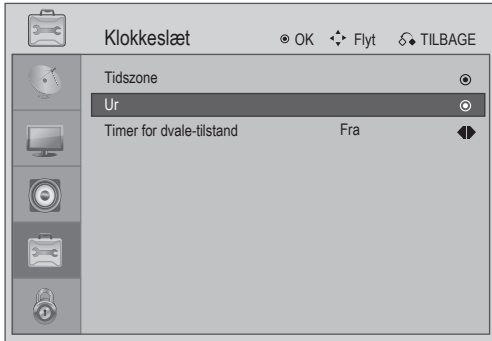 Klokkeslæt OK Flyt TILBAGE
Tidszone
Ur
Timer for dvale-tilstand Fra